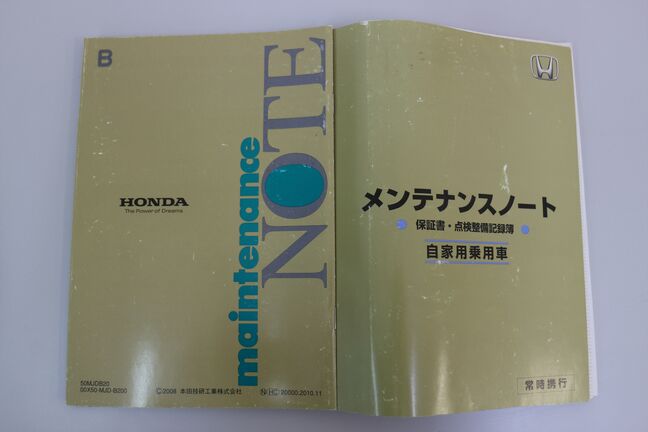 B
maintenance
NOTE
HONDA
The Power of Dreams
50MJDB20
00X50-MJD-B200
©2008 本田技研工業株式会社
HC 20000.2010.11
メンテナンスノート
保証書・点検整備記録簿
自家用乗用車
常時携行